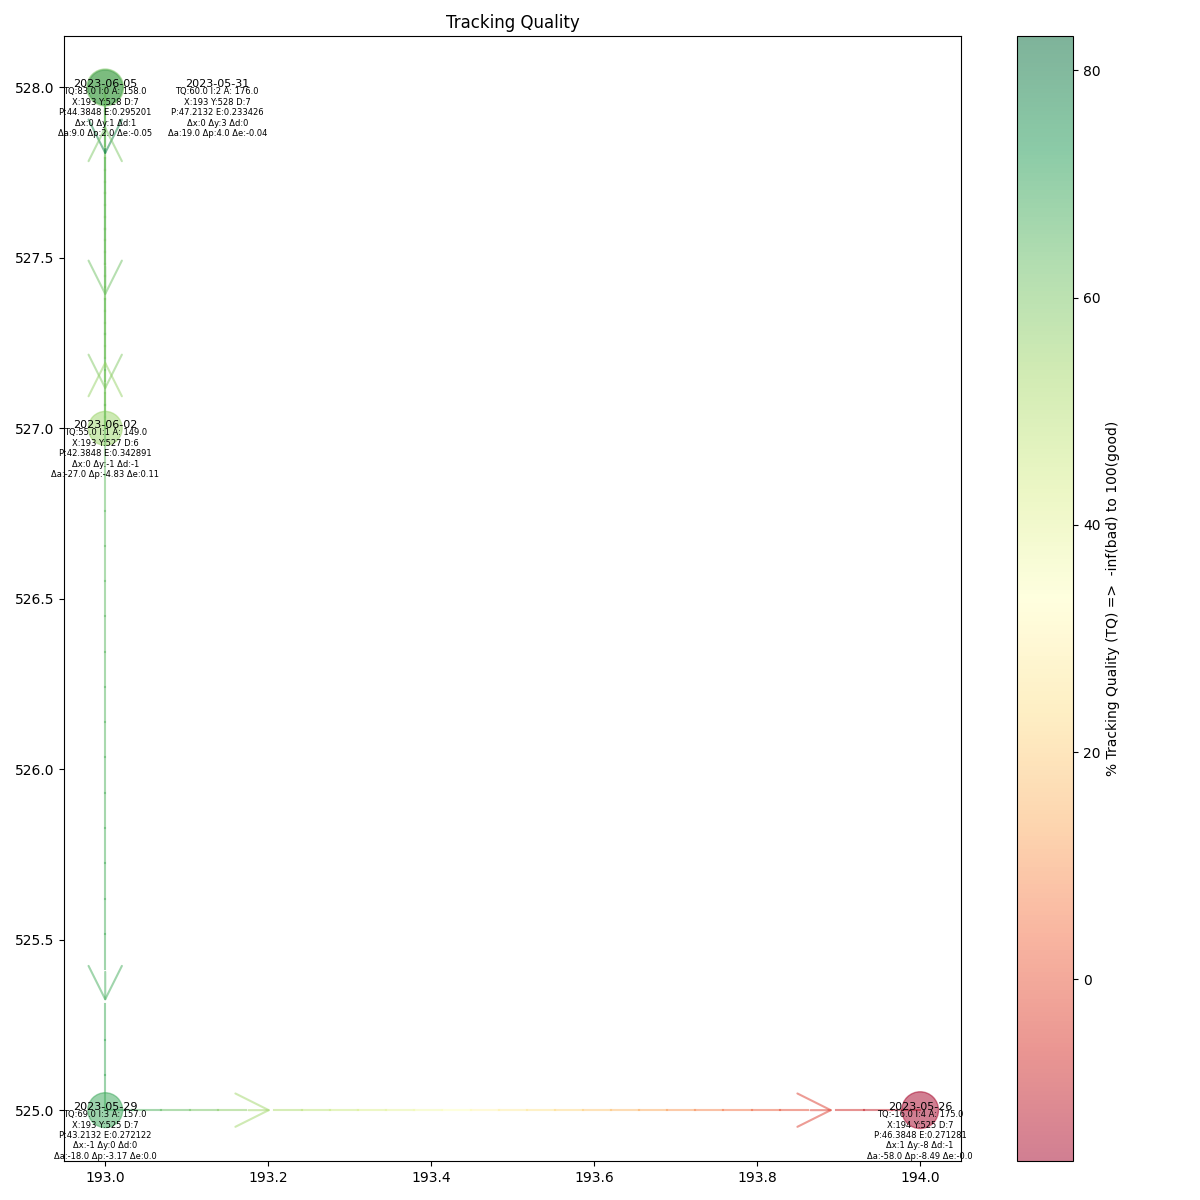 Tracking Quality
528.0
527.5
527.0
526.5
526.0
525.5
525.0
2023-06-05
TQ:83.0 I:0 A: 158.0
X:193 Y:528 D:7
P:44.3848 E:0.295201
Δx:0 Δy:1 Δd:1
Δa:9.0 Δp:2.0 Δe:-0.05
2023-05-31
TQ:60.0 I:2 A: 176.0
X:193 Y:528 D:7
P:47.2132 E:0.233426
Δx:0 Δy:3 Δd:0
Δa:19.0 Δp:4.0 Δe:-0.04
2023-06-02
TQ:55.0 I:1 A: 149.0
X:193 Y:527 D:6
P:42.3848 E:0.342891
Δx:0 Δy:-1 Δd:-1
Δa:-27.0 Δp:-4.83 Δe:0.11
2023-05-29
TQ:69.0 I:3 A: 157.0
X:193 Y:525 D:7
P:43.2132 E:0.272122
Δx:-1 Δy:0 Δd:0
Δa:-18.0 Δp:-3.17 Δe:0.0
2023-05-26
TQ:-16.0 I:4 A: 175.0
X:194 Y:525 D:7
P:46.3848 E:0.271281
Δx:1 Δy:-8 Δd:-1
Δa:-58.0 Δp:-8.49 Δe:-0.0
193.0
193.2
193.4
193.6
193.8
194.0
80
60
40
20
0
% Tracking Quality (TQ) =>  -inf(bad) to 100(good)